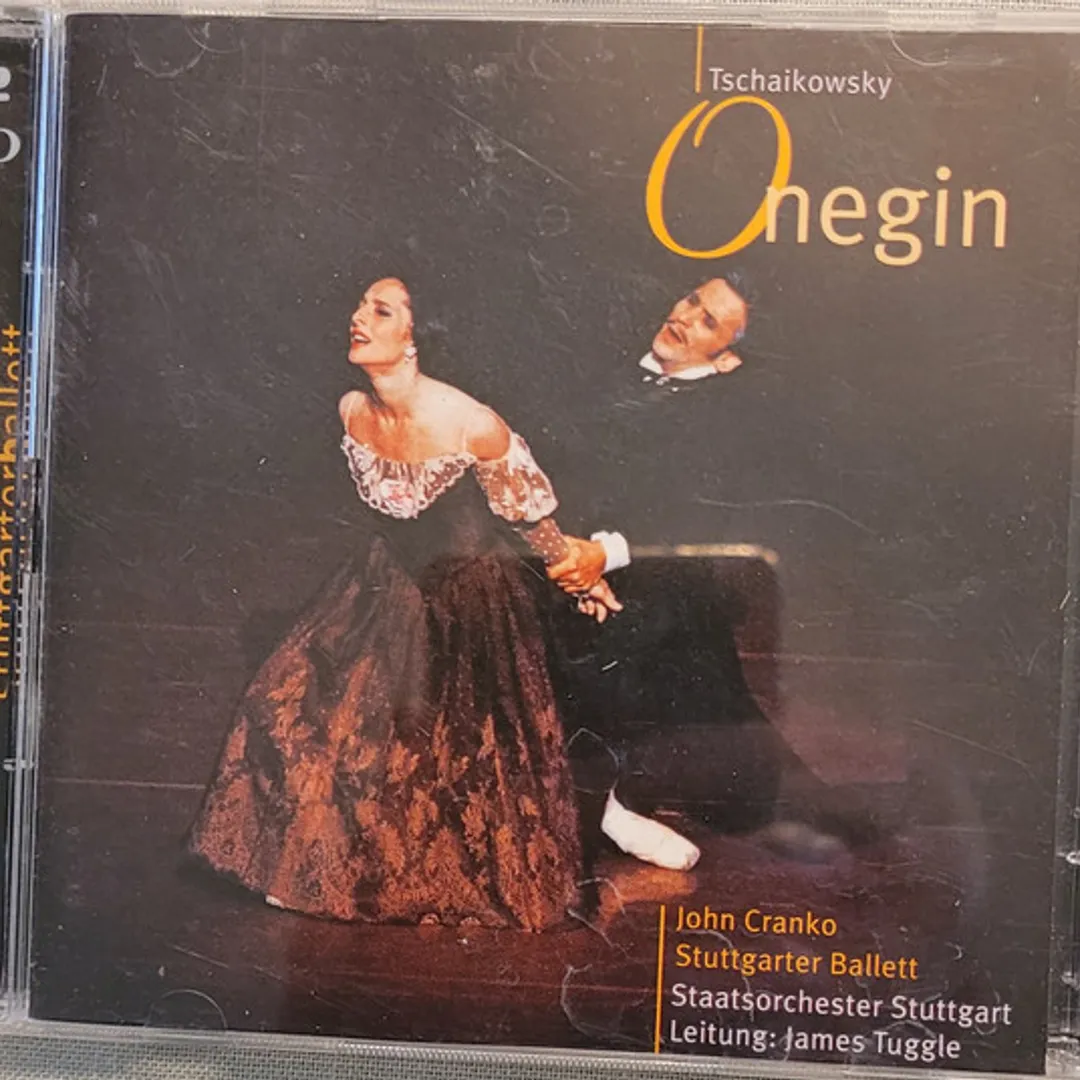 Tschaikowsky
Onegin
John Cranko
Stuttgarter Ballett
Staatsorchester Stuttgart
Leitung: James Tuggle